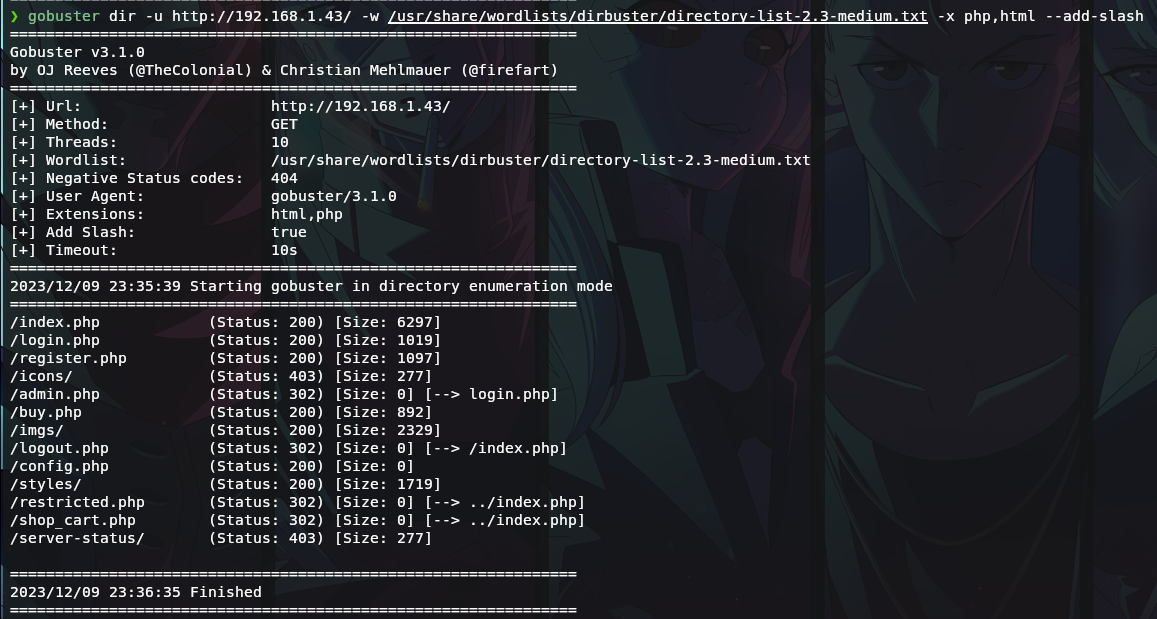 ❯ gobuster dir -u http://192.168.1.43/ -w /usr/share/wordlists/dirbuster/directory-list-2.3-medium.txt -x php,html --add-slash
===============================================================
Gobuster v3.1.0
by OJ Reeves (@TheColonial) & Christian Mehlmauer (@firefart)
===============================================================
[+] Url:                     http://192.168.1.43/
[+] Method:                  GET
[+] Threads:                 10
[+] Wordlist:                /usr/share/wordlists/dirbuster/directory-list-2.3-medium.txt
[+] Negative Status codes:   404
[+] User Agent:              gobuster/3.1.0
[+] Extensions:              html,php
[+] Add Slash:               true
[+] Timeout:                 10s
===============================================================
2023/12/09 23:35:39 Starting gobuster in directory enumeration mode
===============================================================
/index.php            (Status: 200) [Size: 6297]
/login.php            (Status: 200) [Size: 1019]
/register.php         (Status: 200) [Size: 1097]
/icons/               (Status: 403) [Size: 277]
/admin.php            (Status: 302) [Size: 0] [--> login.php]
/buy.php              (Status: 200) [Size: 892]
/imgs/                (Status: 200) [Size: 2329]
/logout.php           (Status: 302) [Size: 0] [--> /index.php]
/config.php           (Status: 200) [Size: 0]
/styles/              (Status: 200) [Size: 1719]
/restricted.php       (Status: 302) [Size: 0] [--> ../index.php]
/shop_cart.php        (Status: 302) [Size: 0] [--> ../index.php]
/server-status/       (Status: 403) [Size: 277]
===============================================================
2023/12/09 23:36:35 Finished
===============================================================